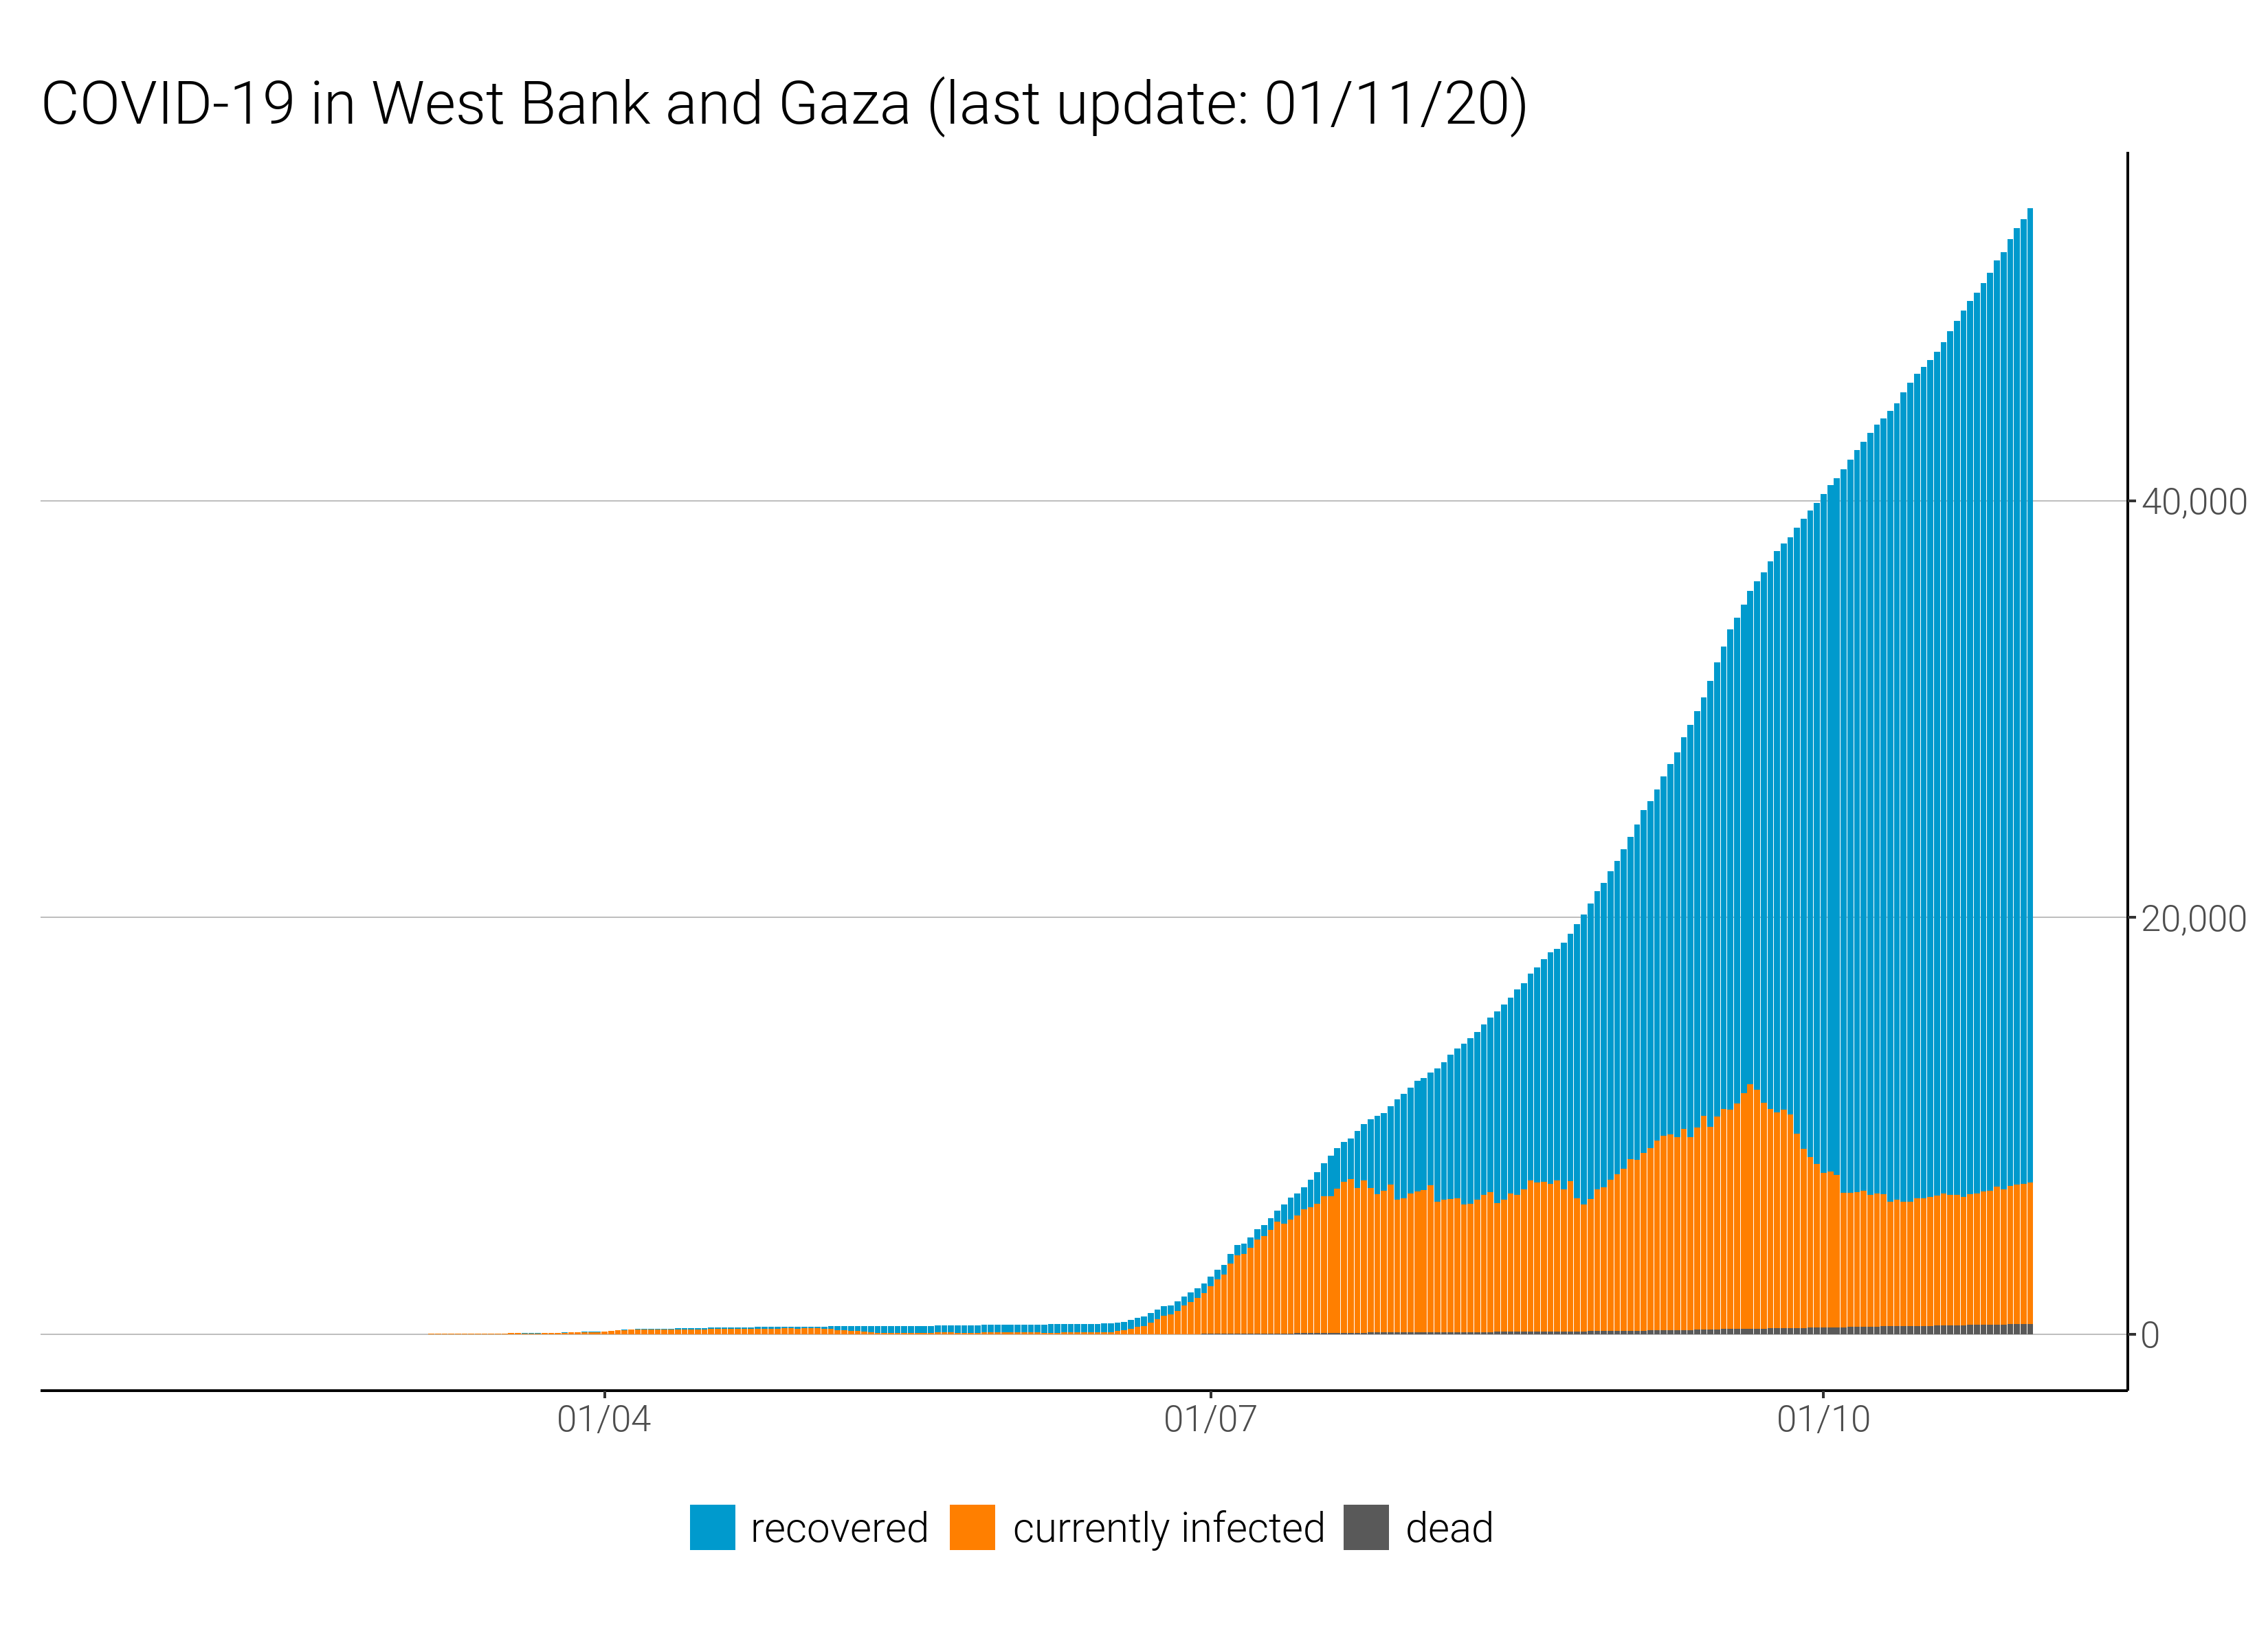 COVID-19 in West Bank and Gaza (last update: 01/11/20)
40,000
20,000
0
01/04 01/07 01/10
recovered currently infected dead